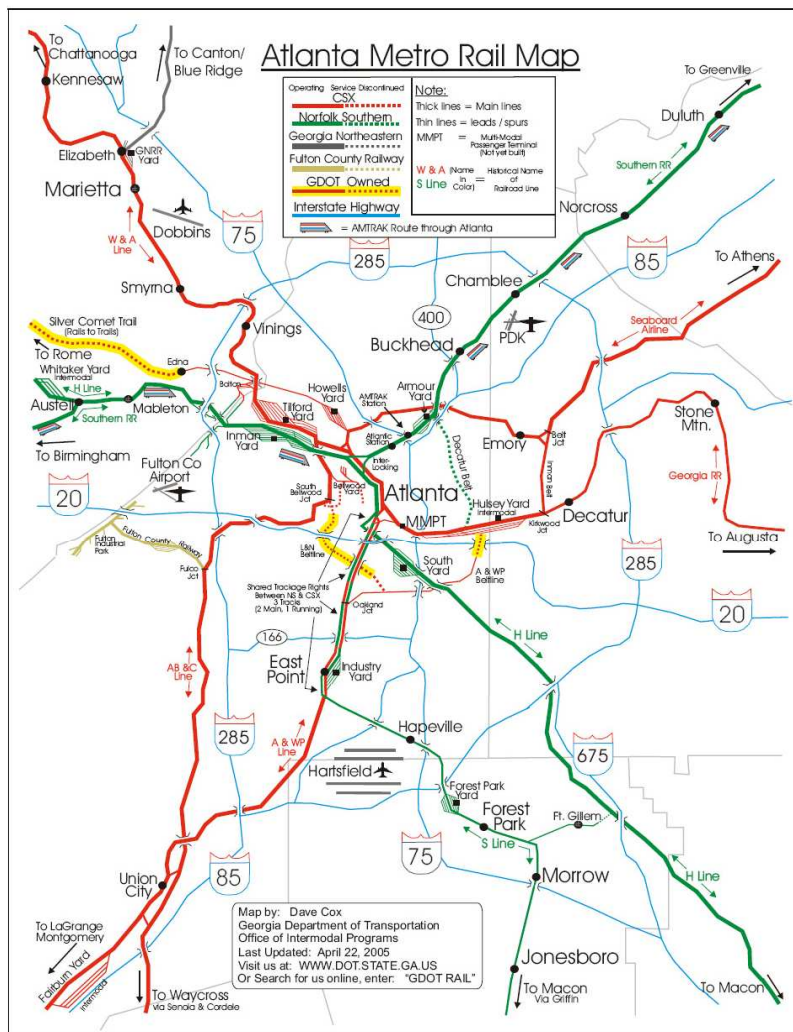 Atlanta Metro Rail Map
Operating Service Discontinued
CSX
Norfolk Southern
Georgia Northeastern
Fulton County Railway
GDOT Owned
Interstate Highway
= AMTRAK Route through Atlanta
Note:
Thick lines = Main lines
Thin lines = leads / spurs
MMPT = Multi-Modal
Passenger Terminal
(Not yet built)
W & A (Name in Color) = Historical Name of Railroad Line
S Line
To
Chattanooga
To Canton/
Blue Ridge
Kennesaw
Elizabeth
GNRR
Yard
Marietta
Dobbins
75
W & A
Line
Smyrna
Vinings
285
400
To Greenville
Duluth
Southern RR
Norcross
85
Chamblee
PDK
Buckhead
To Athens
Seaboard
Airline
Silver Comet Trail
(Rails to Trails)
Edna
To Rome
Whitaker Yard
Intermodal
H Line
Austell
Southern RR
Mableton
To Birmingham
Bolton
Howells
Yard
Tilford
Yard
Inman
Yard
AMTRAK
Station
Armour
Yard
Atlantic Station
Inter-
Locking
Decatur Belt
Emory
Belt
Jct
Inman Belt
Stone
Mtn.
Georgia RR
To Augusta
Fulton Co
Airport
20
Fulton County Railway
Fulton
Industrial
Park
Fulco
Jct
South
Bellwood Jct
Bellwood Yard
Atlanta
MMPT
Hulsey Yard
Intermodal
Kirkwood
Jct
Decatur
L&N
Beltline
South
Yard
A & WP
Beltline
Shared Trackage Rights
Between NS & CSX
3 Tracks
(2 Main, 1 Running)
Oakland
Jct
285
20
166
H Line
East
Point
Industry
Yard
AB &C
Line
285
A & WP
Line
Hapeville
Hartsfield
675
Forest Park
Yard
Forest
Park
Ft. Gillem
S Line
75
Morrow
H Line
Union
City
85
To LaGrange
Montgomery
Fairburn Yard
Intermodal
To Waycross
via Senoia & Cordele
Map by: Dave Cox
Georgia Department of Transportation
Office of Intermodal Programs
Last Updated: April 22, 2005
Visit us at: WWW.DOT.STATE.GA.US
Or Search for us online, enter: "GDOT RAIL"
Jonesboro
To Macon
Via Griffin
To Macon